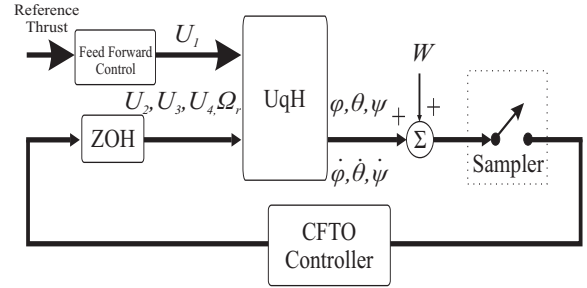 Reference
Thrust
Feed Forward
Control
U₁
U₂,U₃,U₄,Ωᵣ
ZOH
UqH
φ,θ,ψ
φ̇,θ̇,ψ̇
W
+
+
Σ
Sampler
CFTO
Controller